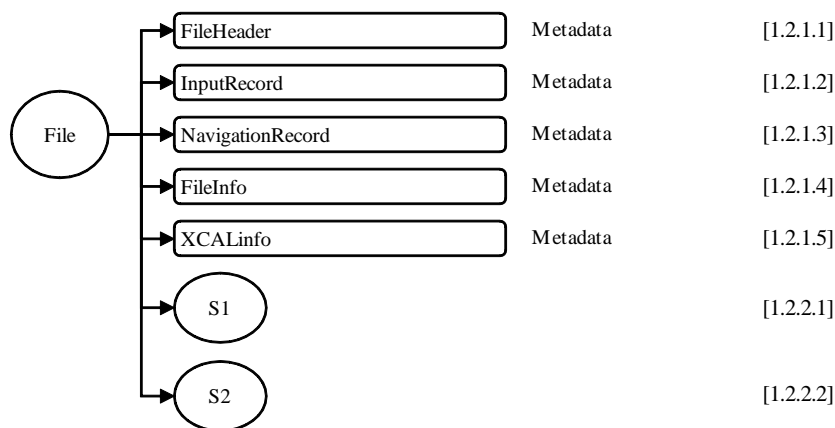 FileHeader Metadata [1.2.1.1]
InputRecord Metadata [1.2.1.2]
File
NavigationRecord Metadata [1.2.1.3]
FileInfo Metadata [1.2.1.4]
XCALinfo Metadata [1.2.1.5]
S1 [1.2.2.1]
S2 [1.2.2.2]